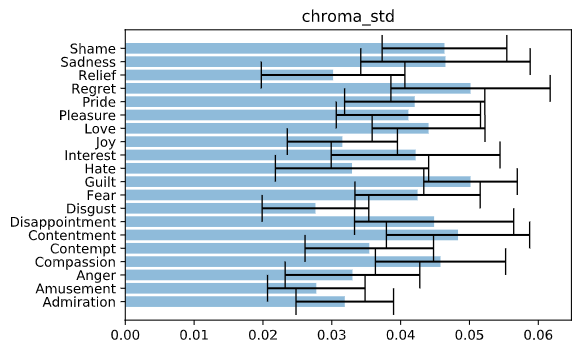 chroma_std
Shame
Sadness
Relief
Regret
Pride
Pleasure
Love
Joy
Interest
Hate
Guilt
Fear
Disgust
Disappointment
Contentment
Contempt
Compassion
Anger
Amusement
Admiration
0.00 0.01 0.02 0.03 0.04 0.05 0.06